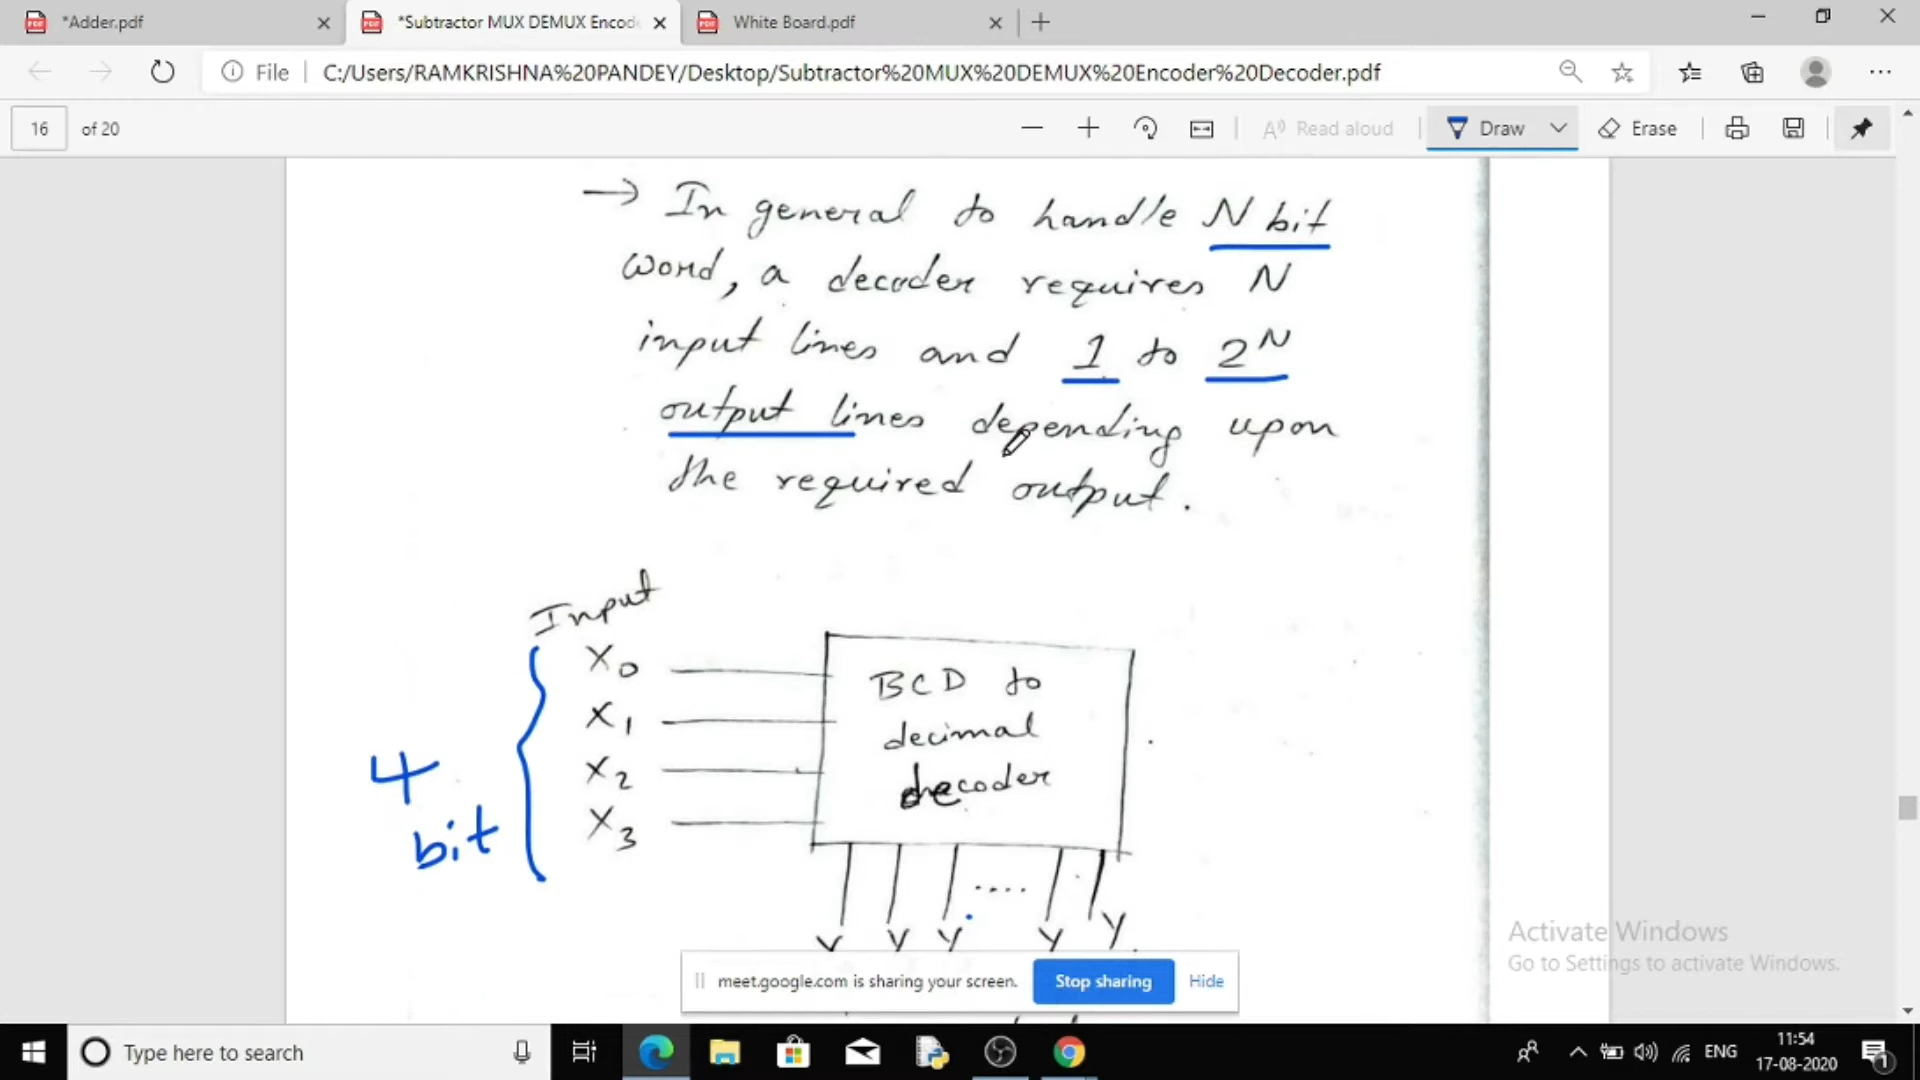 *Adder.pdf
*Subtractor MUX DEMUX Encod
White Board.pdf
File
C:/Users/RAMKRISHNA%20PANDEY/Desktop/Subtractor%20MUX%20DEMUX%20Encoder%20Decoder.pdf
16 of 20
Read aloud
Draw
Erase
→ In general to handle N bit
word, a decoder requires N
input lines and 1 to 2^N
output lines depending upon
the required output.
Input
X0
X1
X2
X3
4
bit
BCD to
decimal
decoder
....
Y Y Y Y Y
Activate Windows
Go to Settings to activate Windows.
meet.google.com is sharing your screen.
Stop sharing
Hide
Type here to search
ENG
11:54
17-08-2020
1